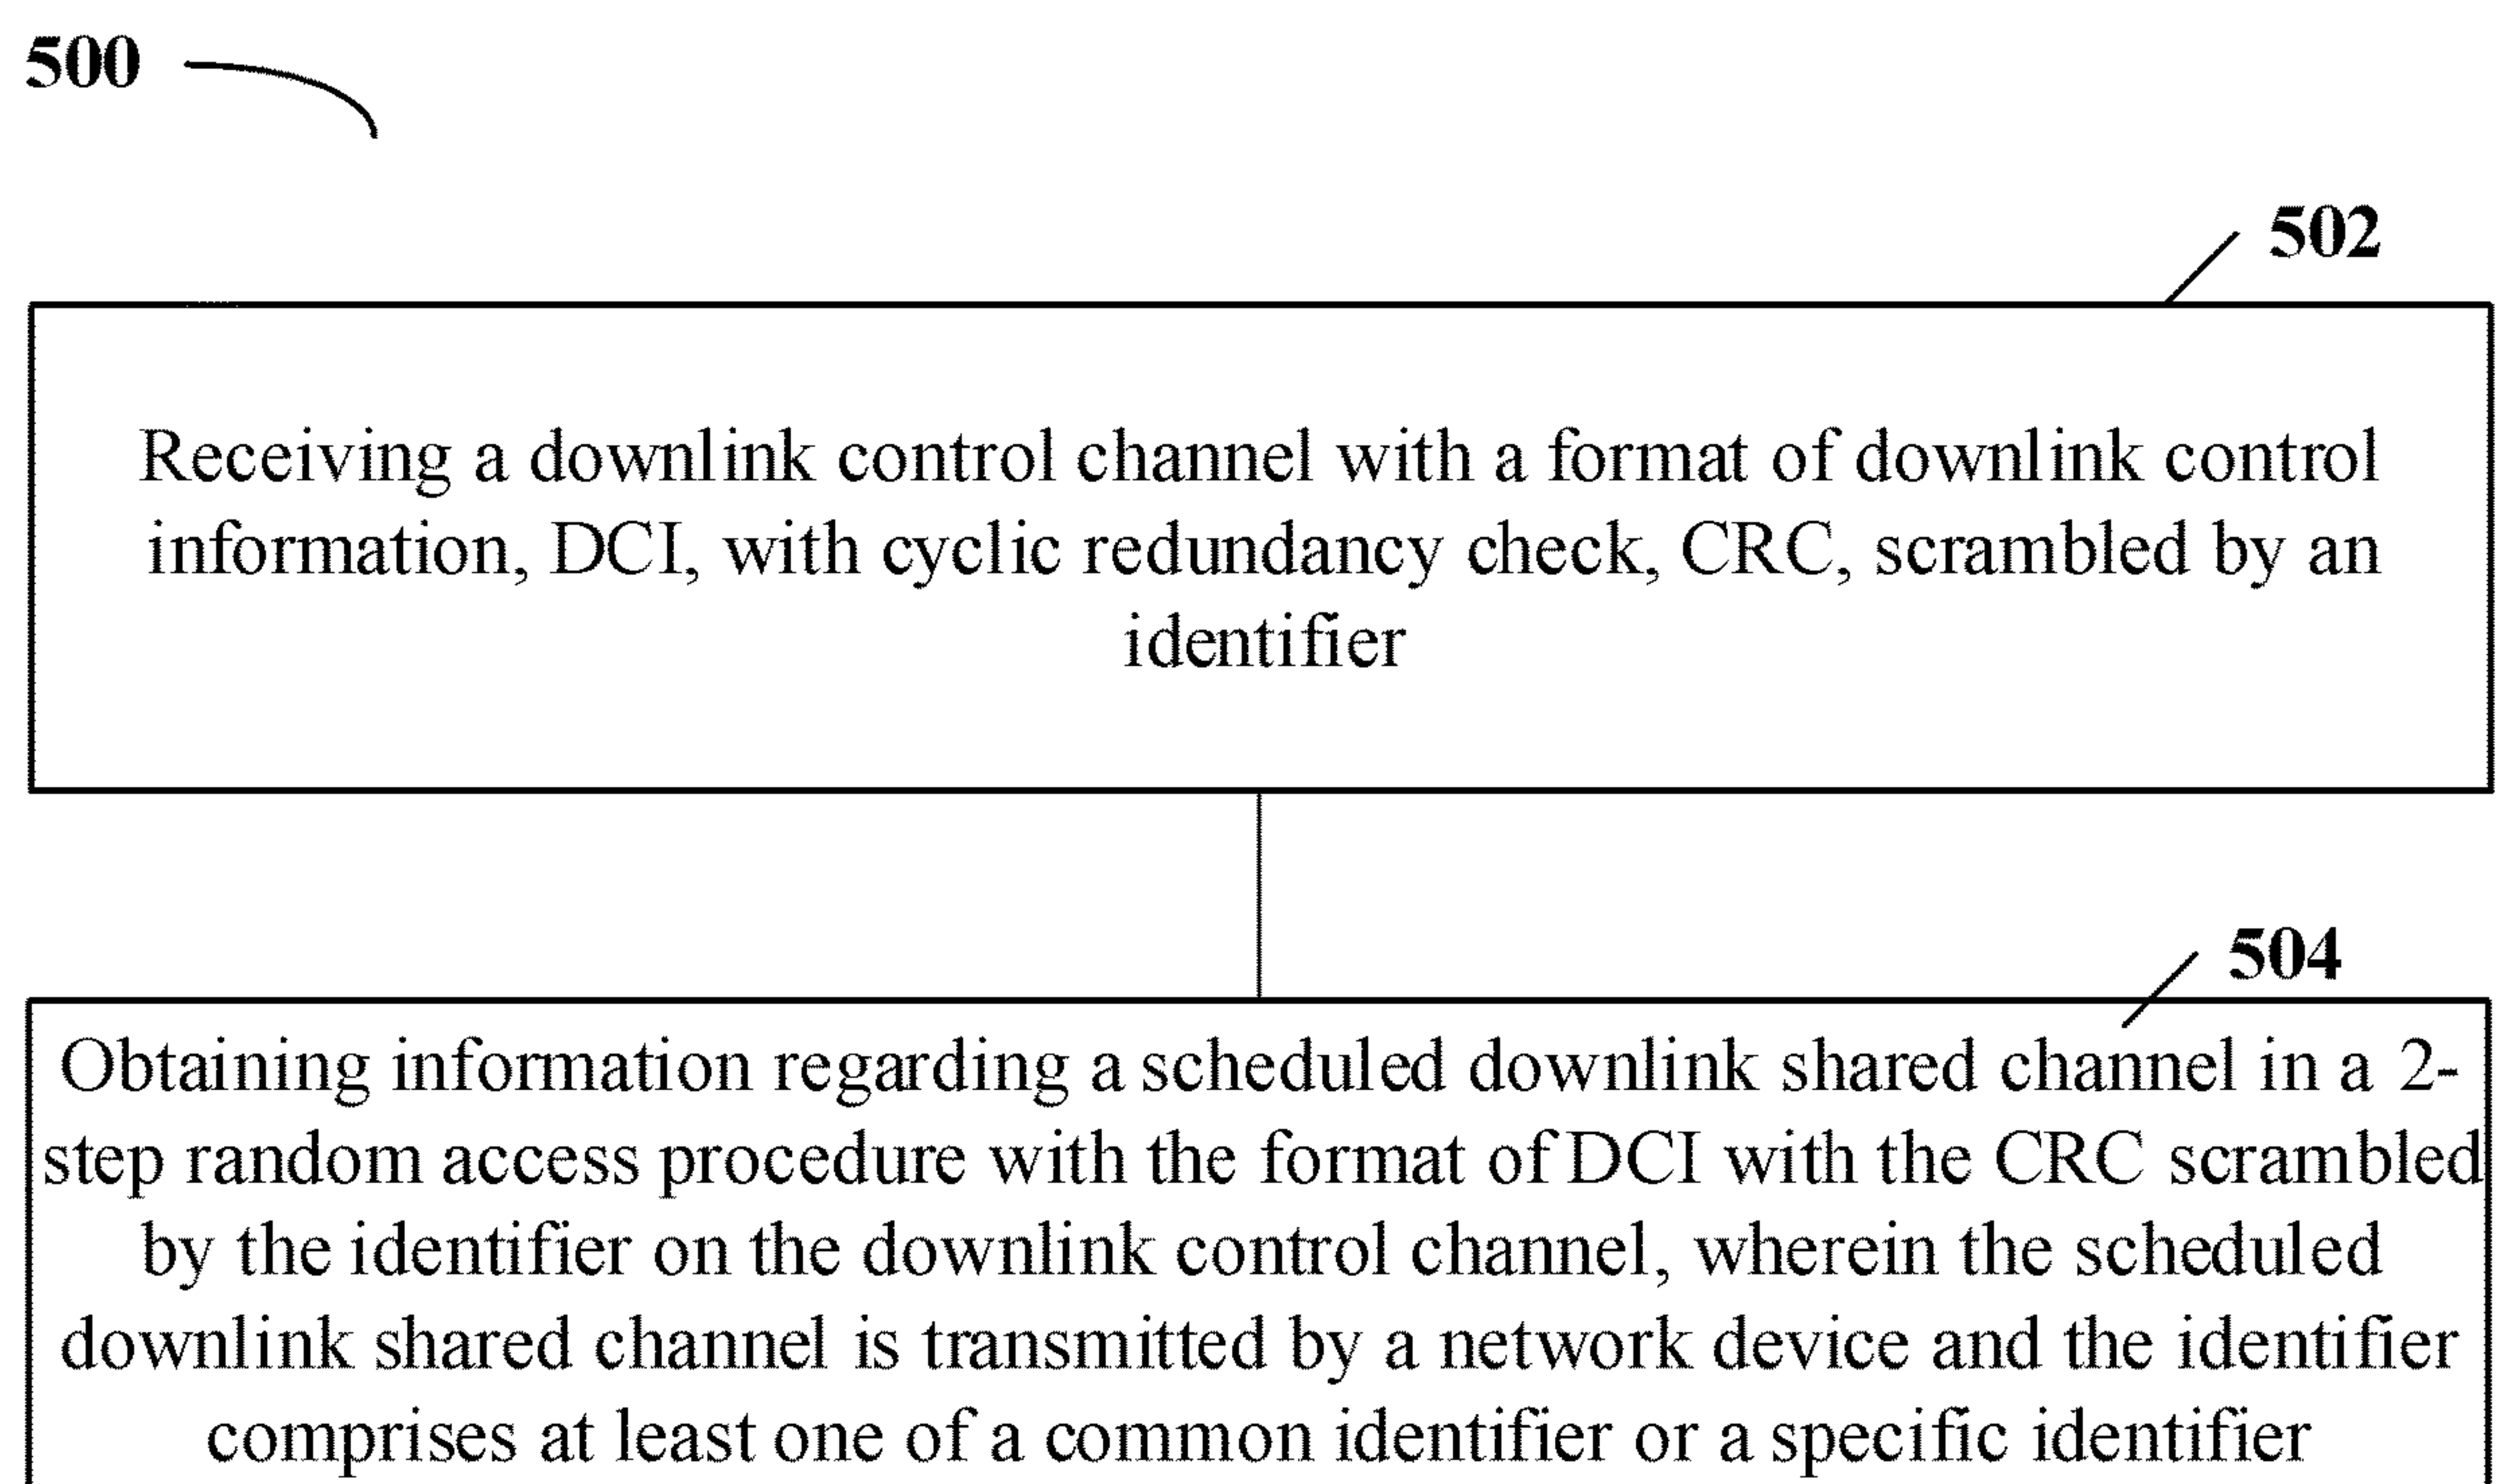 500
502
Receiving a downlink control channel with a format of downlink control
information, DCI, with cyclic redundancy check, CRC, scrambled by an
identifier
504
Obtaining information regarding a scheduled downlink shared channel in a 2-
step random access procedure with the format of DCI with the CRC scrambled
by the identifier on the downlink control channel, wherein the scheduled
downlink shared channel is transmitted by a network device and the identifier
comprises at least one of a common identifier or a specific identifier